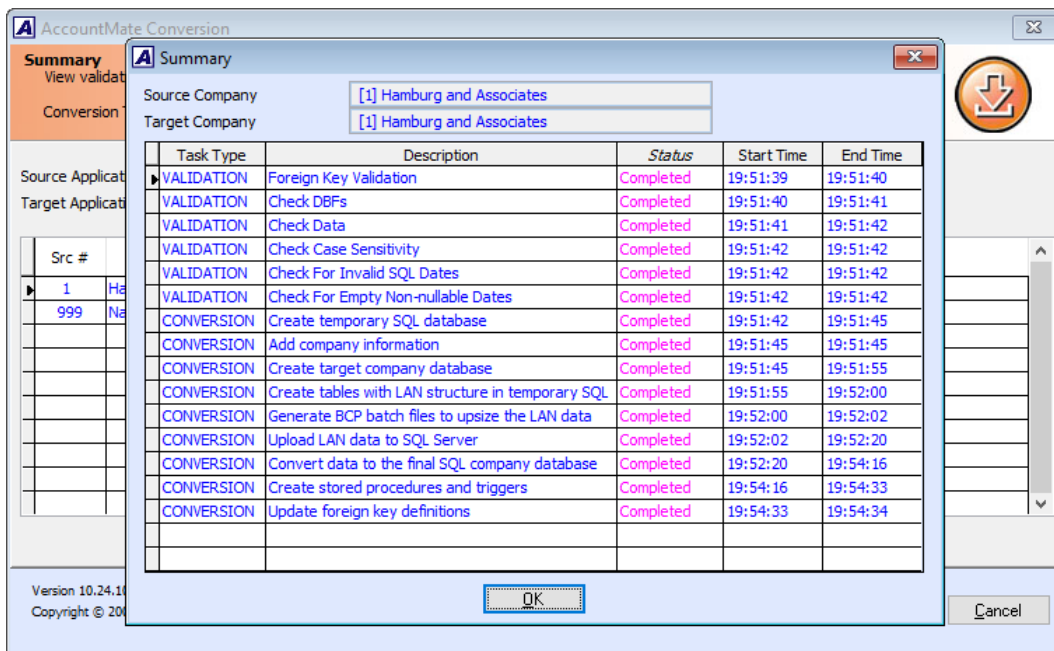 AccountMate Conversion
Summary
View validat
Conversion
Source Applicat
Target Applicati
Src #
1 Ha
999 Na
Version 10.24.1
Copyright © 20
Cancel
Summary
Source Company [1] Hamburg and Associates
Target Company [1] Hamburg and Associates
Task Type Description Status Start Time End Time
VALIDATION Foreign Key Validation Completed 19:51:39 19:51:40
VALIDATION Check DBFs Completed 19:51:40 19:51:41
VALIDATION Check Data Completed 19:51:41 19:51:42
VALIDATION Check Case Sensitivity Completed 19:51:42 19:51:42
VALIDATION Check For Invalid SQL Dates Completed 19:51:42 19:51:42
VALIDATION Check For Empty Non-nullable Dates Completed 19:51:42 19:51:42
CONVERSION Create temporary SQL database Completed 19:51:42 19:51:45
CONVERSION Add company information Completed 19:51:45 19:51:45
CONVERSION Create target company database Completed 19:51:45 19:51:55
CONVERSION Create tables with LAN structure in temporary SQL Completed 19:51:55 19:52:00
CONVERSION Generate BCP batch files to upsize the LAN data Completed 19:52:00 19:52:02
CONVERSION Upload LAN data to SQL Server Completed 19:52:02 19:52:20
CONVERSION Convert data to the final SQL company database Completed 19:52:20 19:54:16
CONVERSION Create stored procedures and triggers Completed 19:54:16 19:54:33
CONVERSION Update foreign key definitions Completed 19:54:33 19:54:34
OK